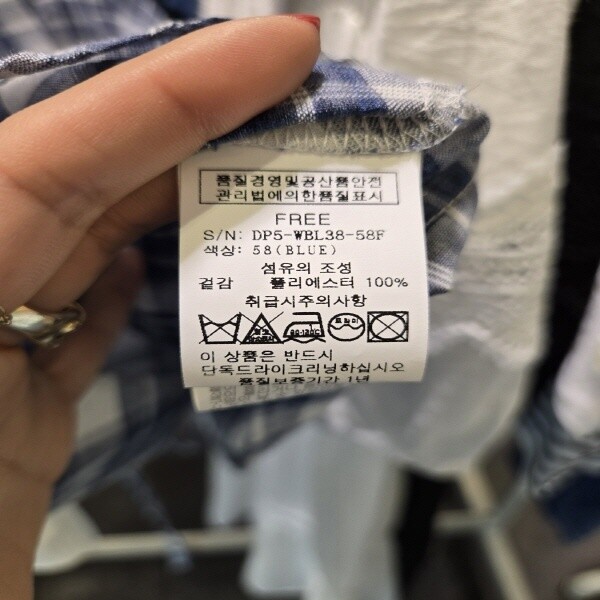 품질경영및공산품안전
관리법에의한품질표시
FREE
S/N: DP5-WBL38-58F
색상: 58(BLUE)
섬유의 조성
겉감 폴리에스터 100%
취급시주의사항
드라이
이 상품은 반드시
단독드라이크리닝하십시오
품질보증기간 1년